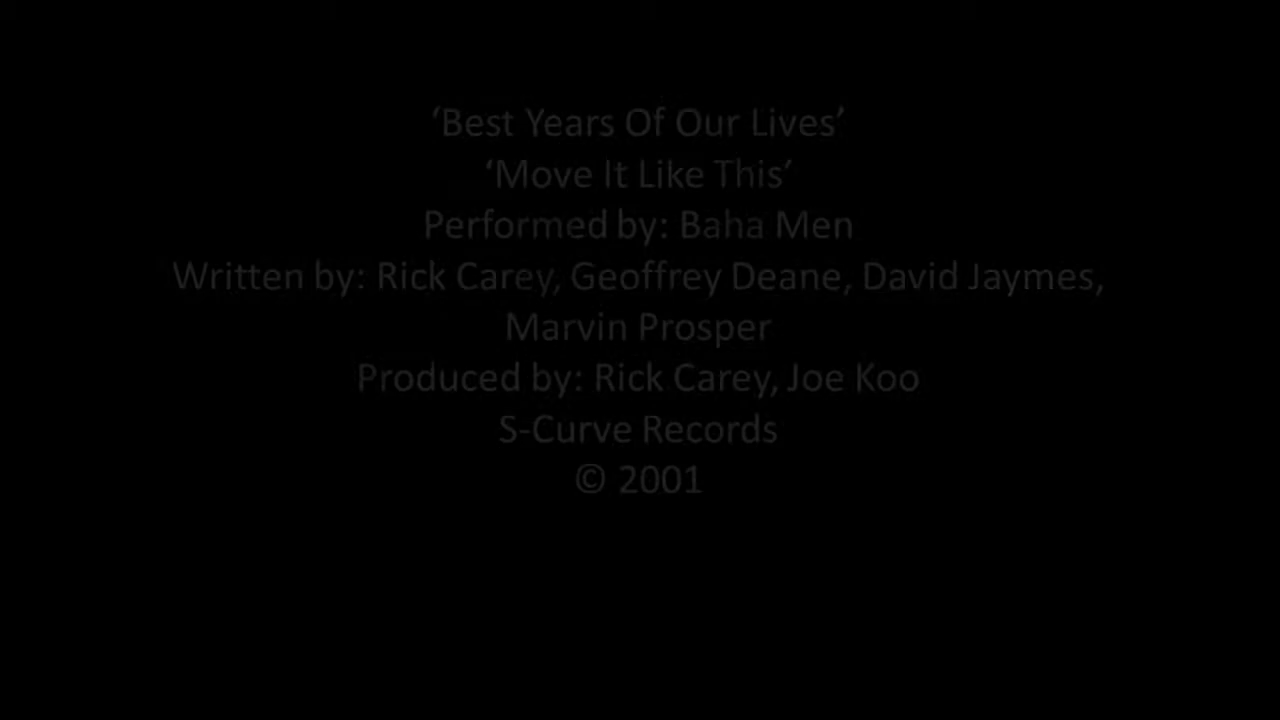 ‘Best Years Of Our Lives’
‘Move It Like This’
Performed by: Baha Men
Written by: Rick Carey, Geoffrey Deane, David Jaymes,
Marvin Prosper
Produced by: Rick Carey, Joe Koo
S-Curve Records
© 2001